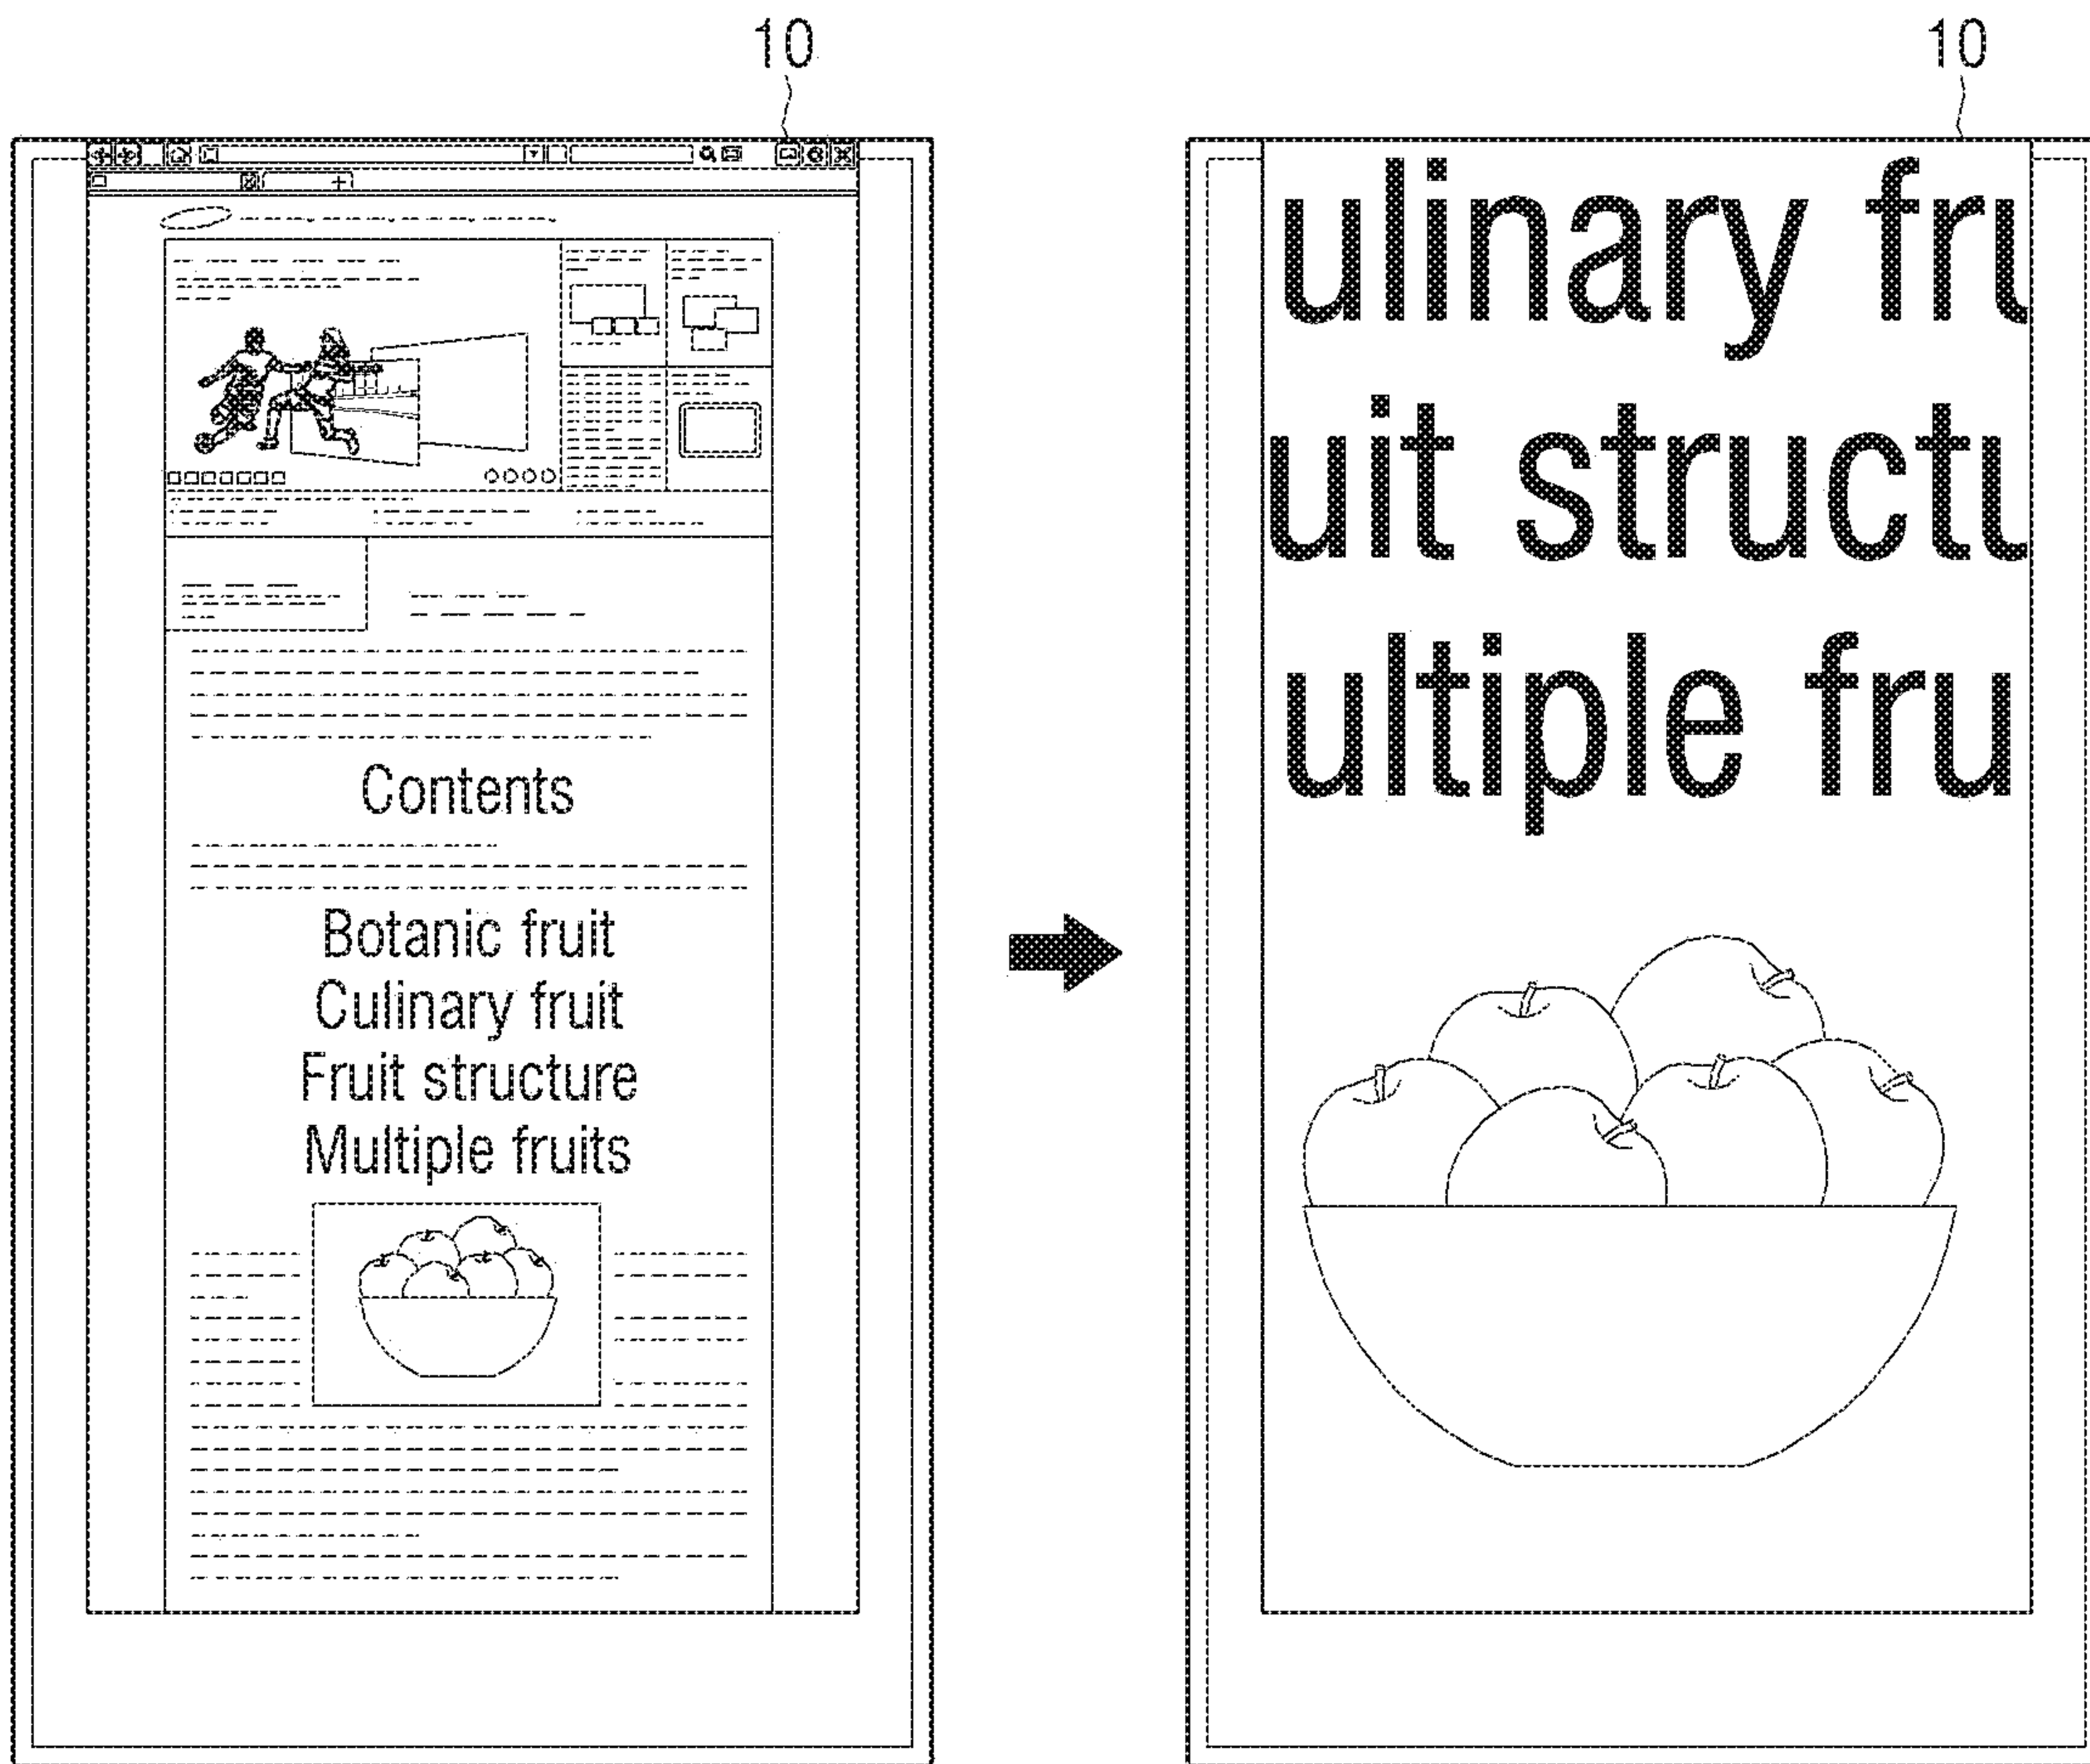 10
Contents
Botanic fruit
Culinary fruit
Fruit structure
Multiple fruits
10
ulinary fru
uit structu
ultiple fru